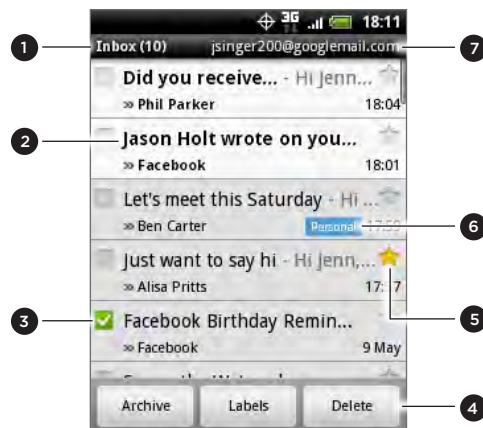 3G 18:11
1 Inbox (10) jsinger200@googlemail.com 7
Did you receive... - Hi Jenn...
» Phil Parker 18:04
2 Jason Holt wrote on you...
» Facebook 18:01
Let's meet this Saturday - Hi ...
» Ben Carter Personal 17:59 6
Just want to say hi - Hi Jenn,...
» Alisa Pritts 5
3 Facebook Birthday Remin...
» Facebook 9 May
Archive Labels Delete 4